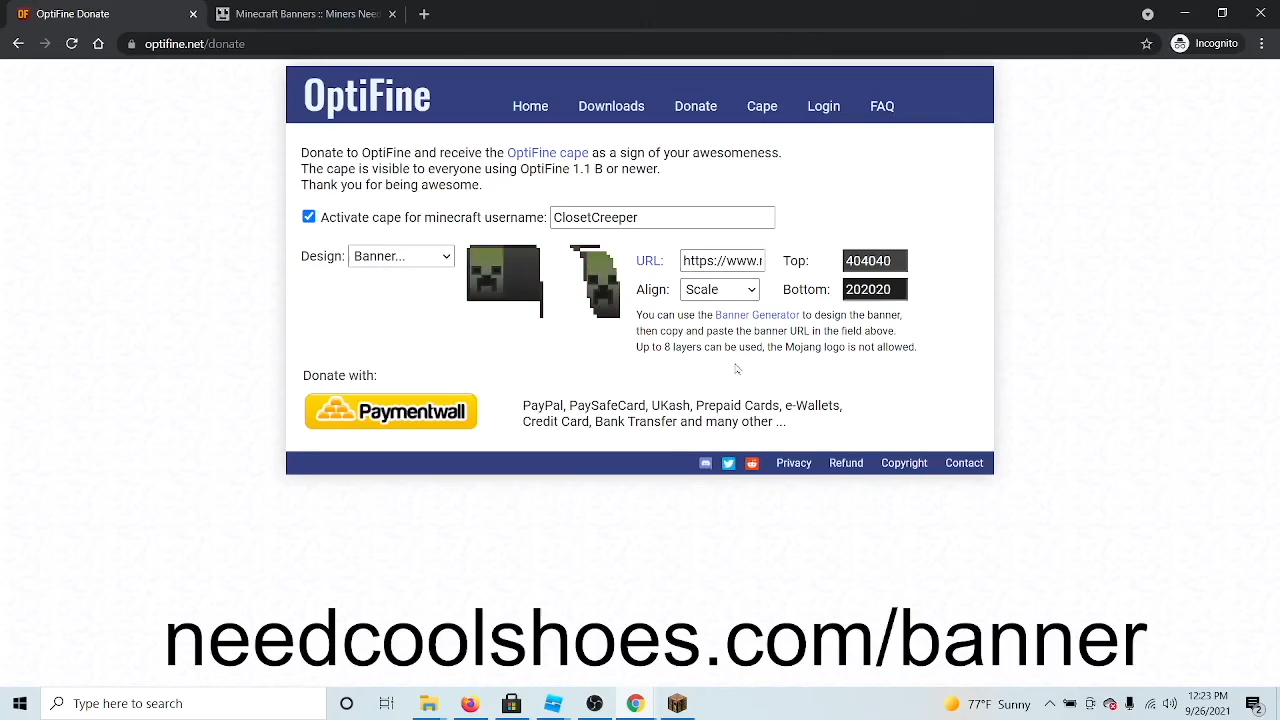 OptiFine Donate
Minecraft Banners :: Miners Need
optifine.net/donate
Incognito
OptiFine
Home Downloads Donate Cape Login FAQ
Donate to OptiFine and receive the OptiFine cape as a sign of your awesomeness.
The cape is visible to everyone using OptiFine 1.1 B or newer.
Thank you for being awesome.
Activate cape for minecraft username: ClosetCreeper
Design: Banner... URL: https://www. Top: 404040
Align: Scale Bottom: 202020
You can use the Banner Generator to design the banner,
then copy and paste the banner URL in the field above.
Up to 8 layers can be used, the Mojang logo is not allowed.
Donate with:
Paymentwall
PayPal, PaySafeCard, UKash, Prepaid Cards, e-Wallets,
Credit Card, Bank Transfer and many other ...
Privacy Refund Copyright Contact
needcoolshoes.com/banner
Type here to search
77°F Sunny
12:23 PM
9/26/2021
2